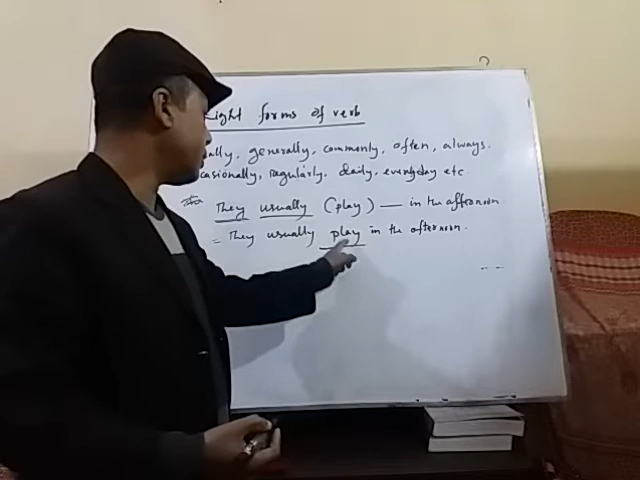 Right forms of verb
ally, generally, commonly, often, always.
casionally, regularly, daily, everyday etc.
They usually (play) — in the afternoon
= They usually play in the afternoon.